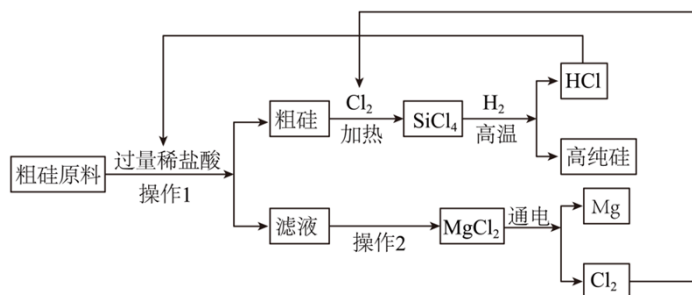 HCl
Cl₂
H₂
粗硅
SiCl₄
加热
高温
过量稀盐酸
粗硅原料
高纯硅
操作1
通电
Mg
滤液
MgCl₂
操作2
Cl₂